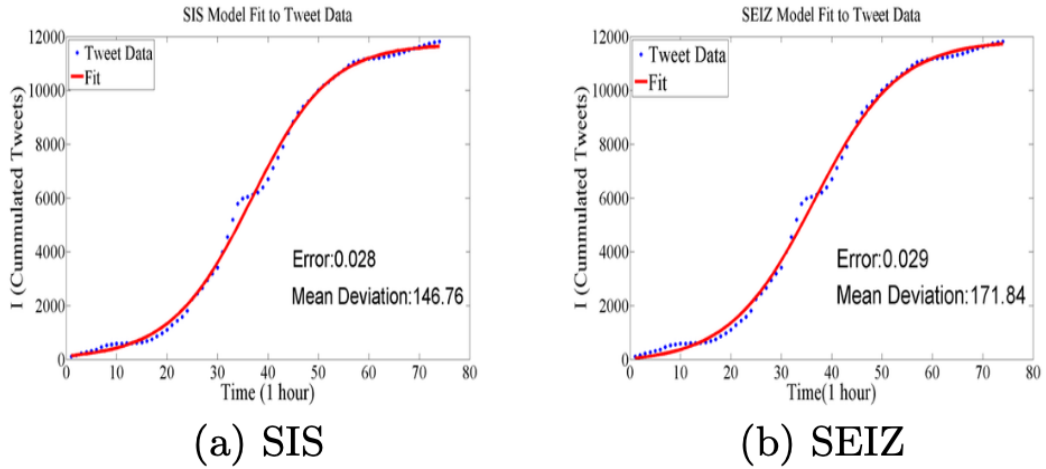 SIS Model Fit to Tweet Data
12000
10000
8000
6000
4000
2000
0
I (Cummulated Tweets)
Tweet Data
Fit
Error:0.028
Mean Deviation:146.76
0 10 20 30 40 50 60 70 80
Time (1 hour)
(a) SIS
SEIZ Model Fit to Tweet Data
12000
10000
8000
6000
4000
2000
0
I (Cummulated Tweets)
Tweet Data
Fit
Error:0.029
Mean Deviation:171.84
0 10 20 30 40 50 60 70 80
Time(1 hour)
(b) SEIZ